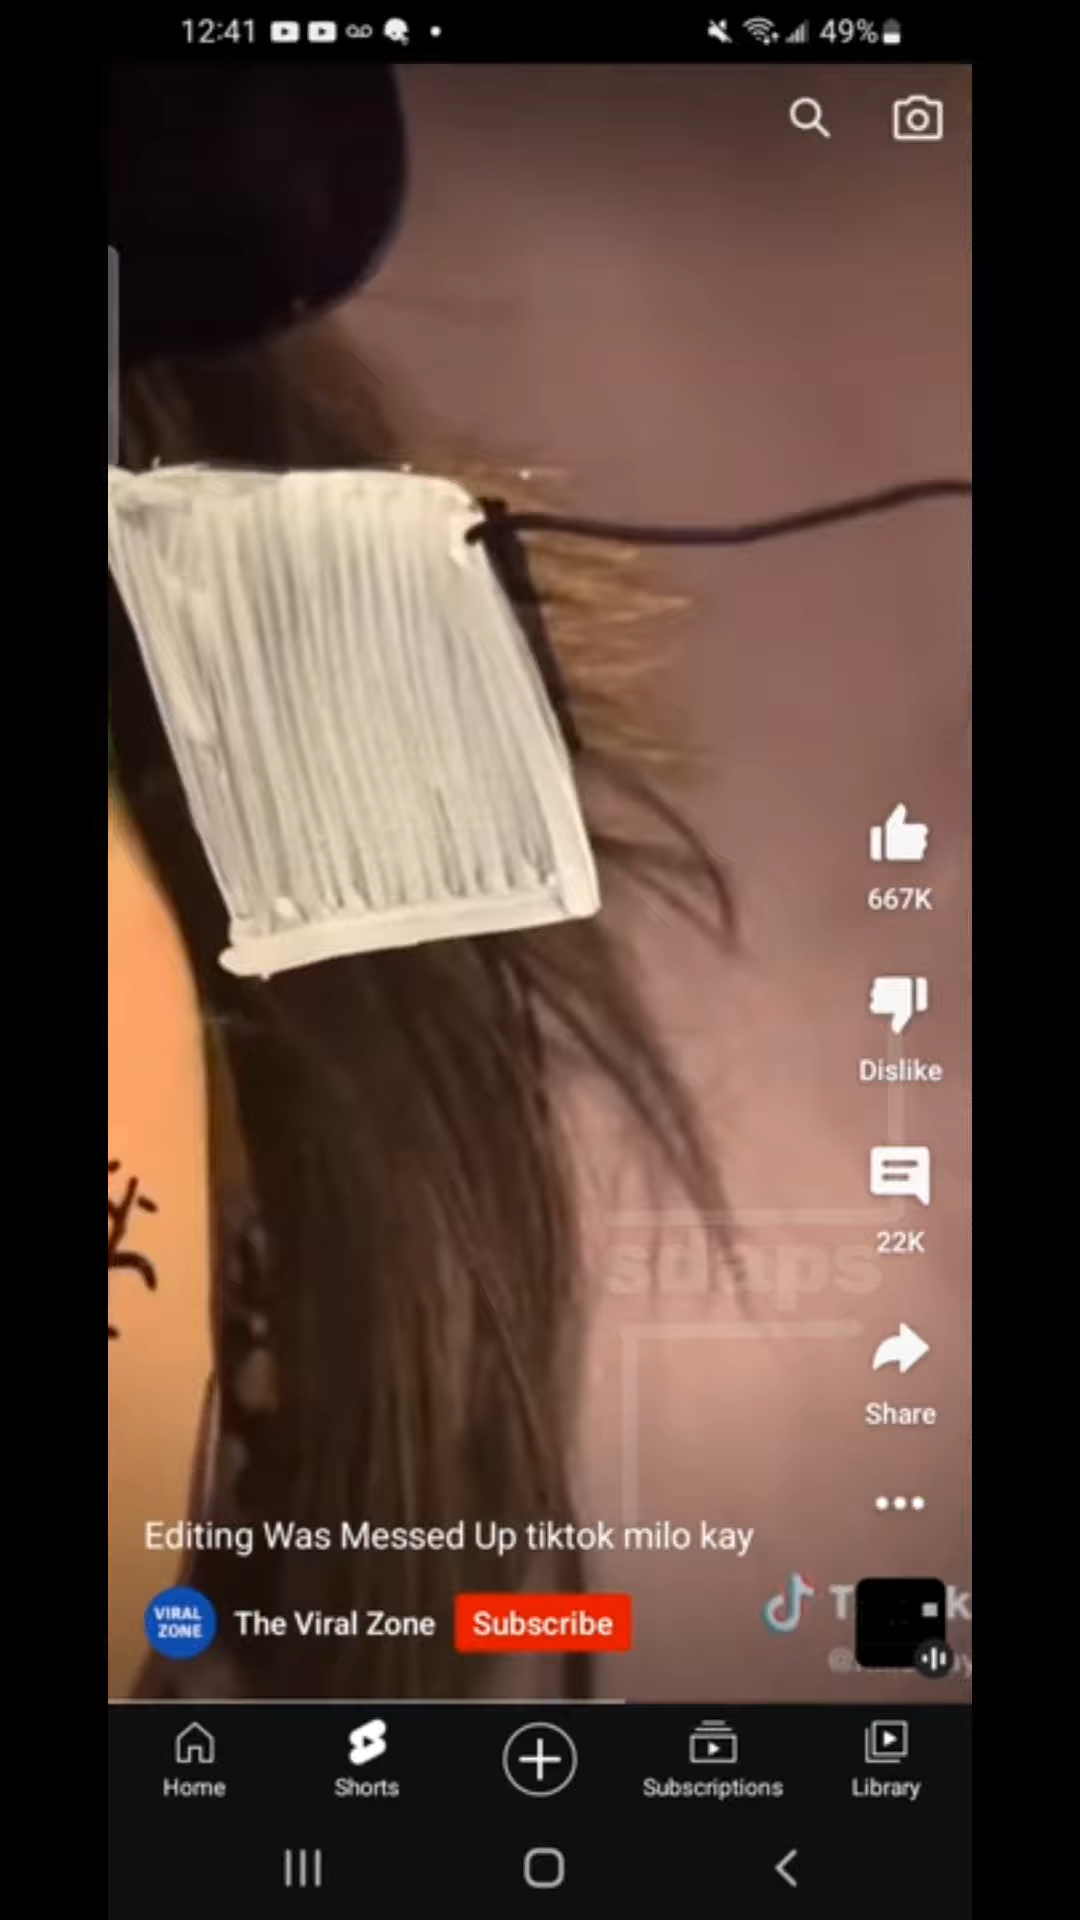 12:41
49%
667K
Dislike
22K
sdaps
Share
Editing Was Messed Up tiktok milo kay
VIRAL
ZONE
The Viral Zone
Subscribe
Home
Shorts
Subscriptions
Library